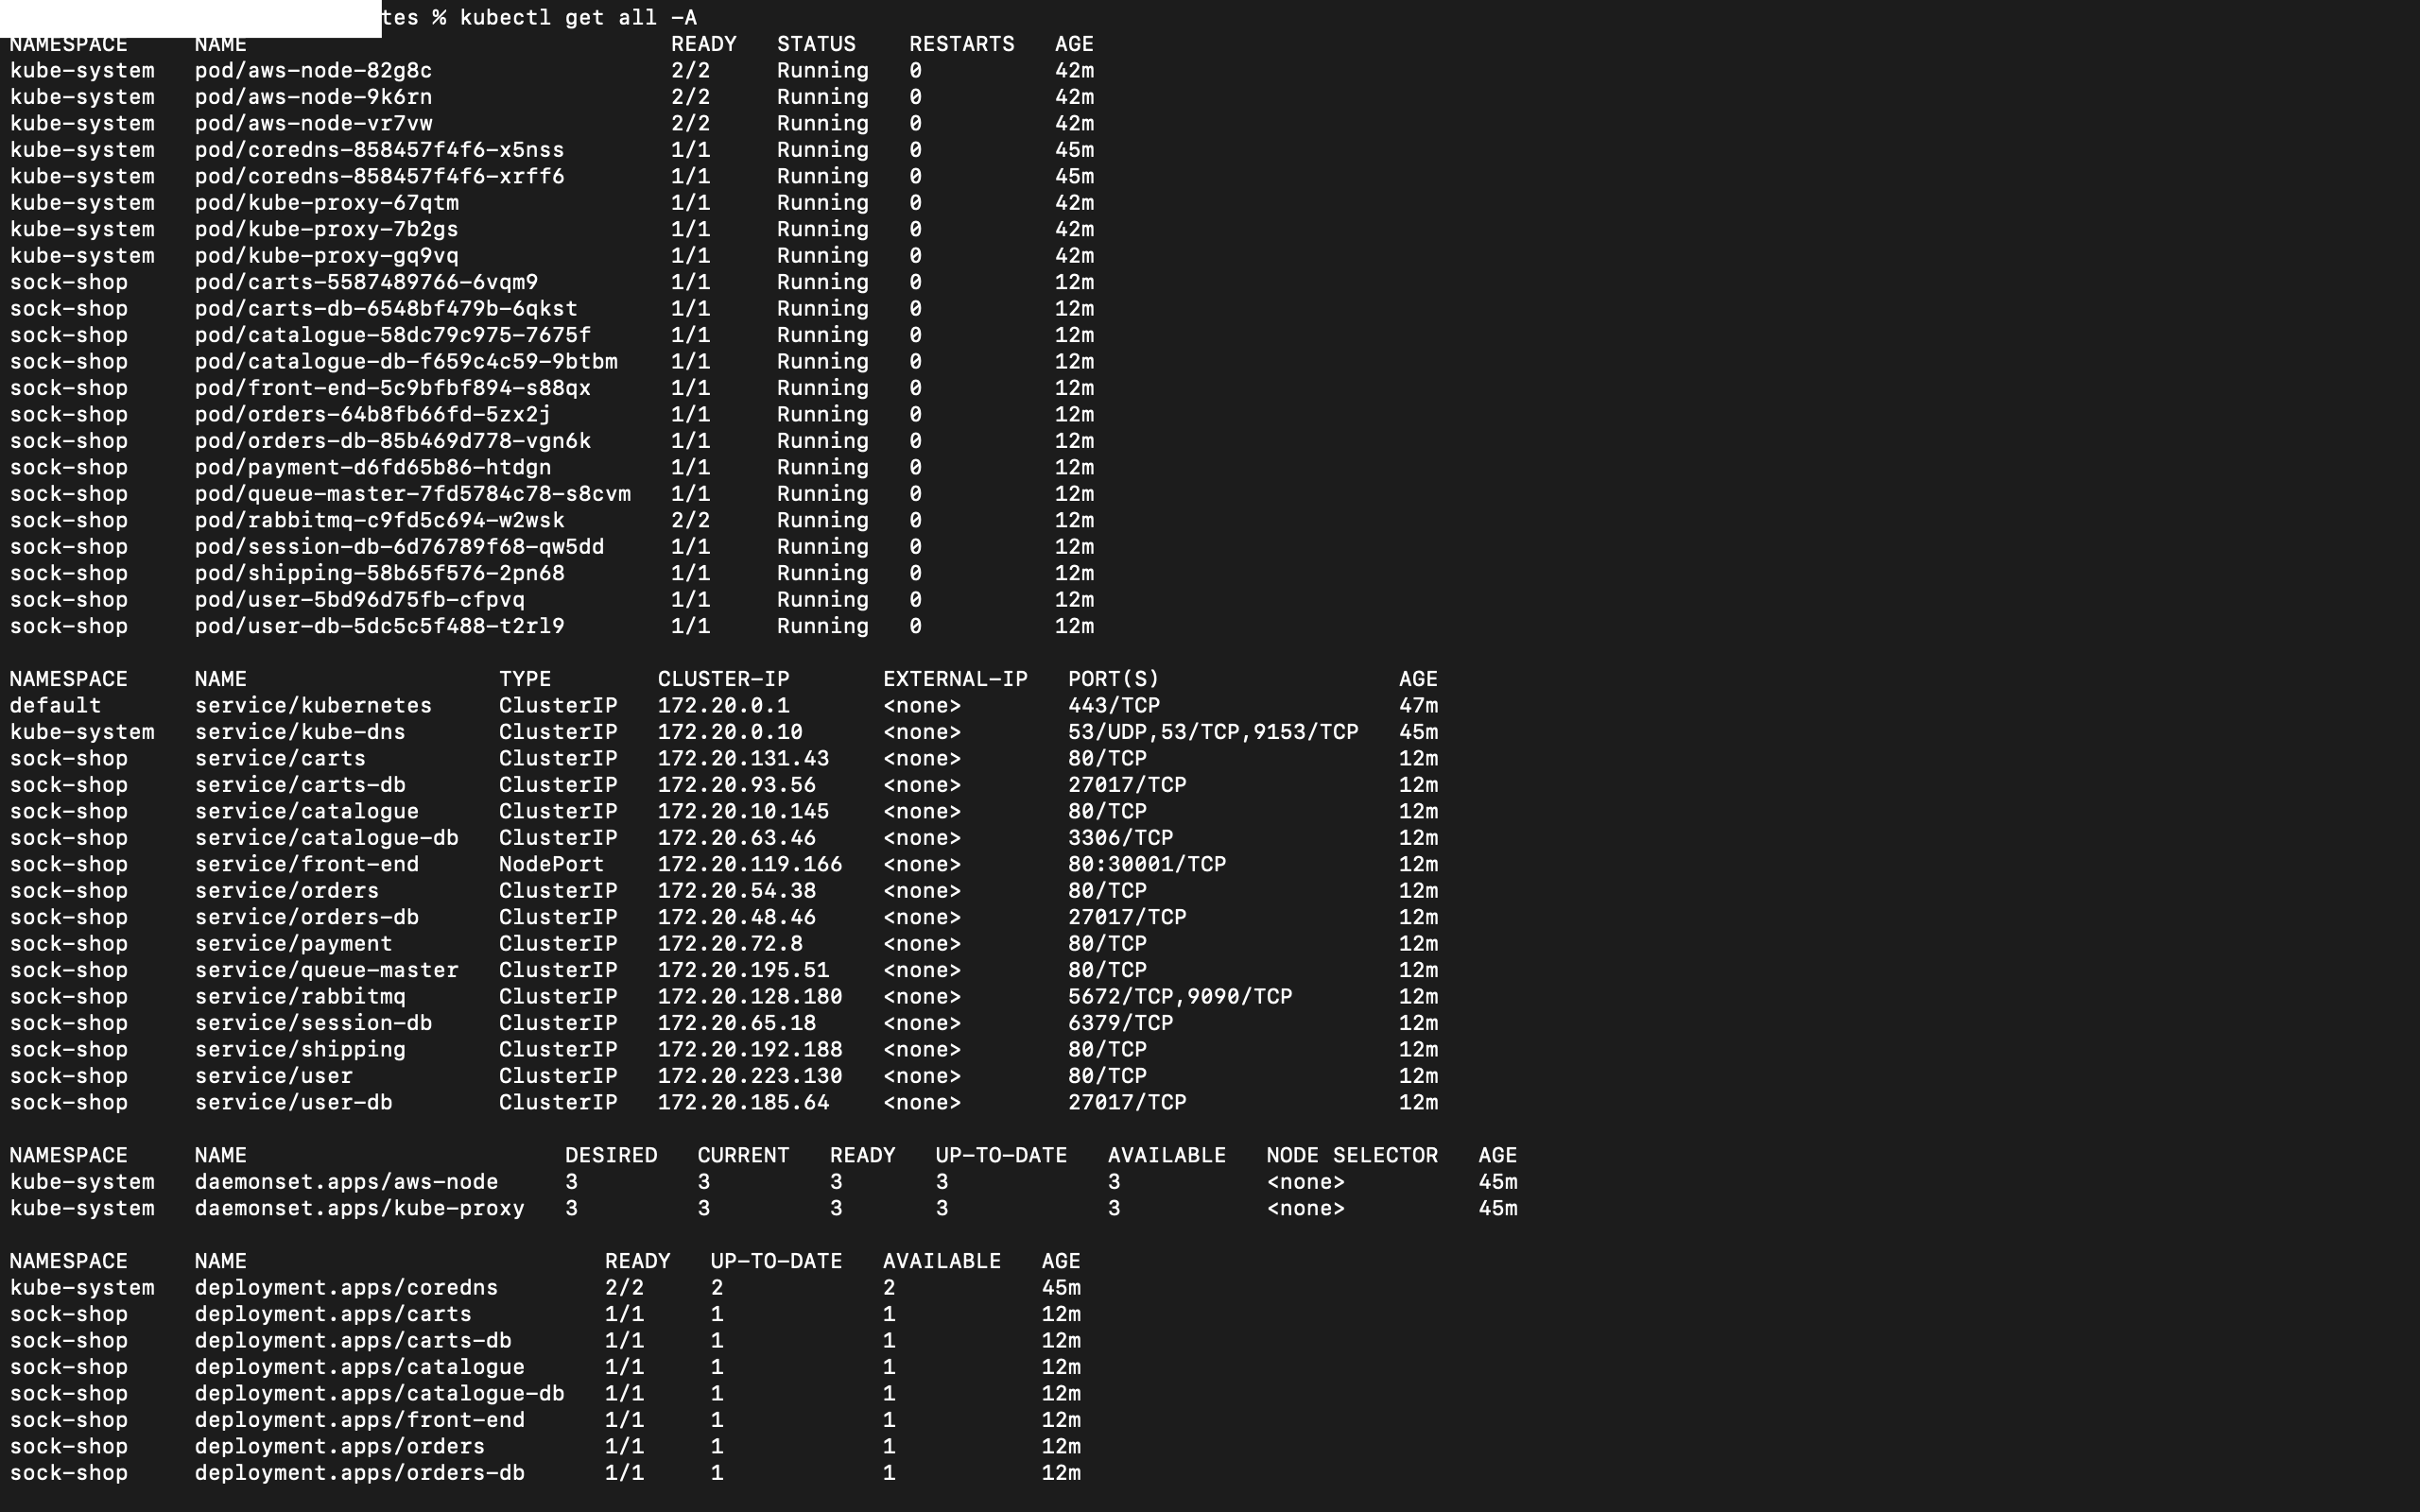 tes % kubectl get all -A
NAMESPACE NAME READY STATUS RESTARTS AGE
kube-system pod/aws-node-82g8c 2/2 Running 0 42m
kube-system pod/aws-node-9k6rn 2/2 Running 0 42m
kube-system pod/aws-node-vr7vw 2/2 Running 0 42m
kube-system pod/coredns-858457f4f6-x5nss 1/1 Running 0 45m
kube-system pod/coredns-858457f4f6-xrff6 1/1 Running 0 45m
kube-system pod/kube-proxy-67qtm 1/1 Running 0 42m
kube-system pod/kube-proxy-7b2gs 1/1 Running 0 42m
kube-system pod/kube-proxy-gq9vq 1/1 Running 0 42m
sock-shop pod/carts-5587489766-6vqm9 1/1 Running 0 12m
sock-shop pod/carts-db-6548bf479b-6qkst 1/1 Running 0 12m
sock-shop pod/catalogue-58dc79c975-7675f 1/1 Running 0 12m
sock-shop pod/catalogue-db-f659c4c59-9btbm 1/1 Running 0 12m
sock-shop pod/front-end-5c9bfbf894-s88qx 1/1 Running 0 12m
sock-shop pod/orders-64b8fb66fd-5zx2j 1/1 Running 0 12m
sock-shop pod/orders-db-85b469d778-vgn6k 1/1 Running 0 12m
sock-shop pod/payment-d6fd65b86-htdgn 1/1 Running 0 12m
sock-shop pod/queue-master-7fd5784c78-s8cvm 1/1 Running 0 12m
sock-shop pod/rabbitmq-c9fd5c694-w2wsk 2/2 Running 0 12m
sock-shop pod/session-db-6d76789f68-qw5dd 1/1 Running 0 12m
sock-shop pod/shipping-58b65f576-2pn68 1/1 Running 0 12m
sock-shop pod/user-5bd96d75fb-cfpvq 1/1 Running 0 12m
sock-shop pod/user-db-5dc5c5f488-t2rl9 1/1 Running 0 12m
NAMESPACE NAME TYPE CLUSTER-IP EXTERNAL-IP PORT(S) AGE
default service/kubernetes ClusterIP 172.20.0.1 <none> 443/TCP 47m
kube-system service/kube-dns ClusterIP 172.20.0.10 <none> 53/UDP,53/TCP,9153/TCP 45m
sock-shop service/carts ClusterIP 172.20.131.43 <none> 80/TCP 12m
sock-shop service/carts-db ClusterIP 172.20.93.56 <none> 27017/TCP 12m
sock-shop service/catalogue ClusterIP 172.20.10.145 <none> 80/TCP 12m
sock-shop service/catalogue-db ClusterIP 172.20.63.46 <none> 3306/TCP 12m
sock-shop service/front-end NodePort 172.20.119.166 <none> 80:30001/TCP 12m
sock-shop service/orders ClusterIP 172.20.54.38 <none> 80/TCP 12m
sock-shop service/orders-db ClusterIP 172.20.48.46 <none> 27017/TCP 12m
sock-shop service/payment ClusterIP 172.20.72.8 <none> 80/TCP 12m
sock-shop service/queue-master ClusterIP 172.20.195.51 <none> 80/TCP 12m
sock-shop service/rabbitmq ClusterIP 172.20.128.180 <none> 5672/TCP,9090/TCP 12m
sock-shop service/session-db ClusterIP 172.20.65.18 <none> 6379/TCP 12m
sock-shop service/shipping ClusterIP 172.20.192.188 <none> 80/TCP 12m
sock-shop service/user ClusterIP 172.20.223.130 <none> 80/TCP 12m
sock-shop service/user-db ClusterIP 172.20.185.64 <none> 27017/TCP 12m
NAMESPACE NAME DESIRED CURRENT READY UP-TO-DATE AVAILABLE NODE SELECTOR AGE
kube-system daemonset.apps/aws-node 3 3 3 3 3 <none> 45m
kube-system daemonset.apps/kube-proxy 3 3 3 3 3 <none> 45m
NAMESPACE NAME READY UP-TO-DATE AVAILABLE AGE
kube-system deployment.apps/coredns 2/2 2 2 45m
sock-shop deployment.apps/carts 1/1 1 1 12m
sock-shop deployment.apps/carts-db 1/1 1 1 12m
sock-shop deployment.apps/catalogue 1/1 1 1 12m
sock-shop deployment.apps/catalogue-db 1/1 1 1 12m
sock-shop deployment.apps/front-end 1/1 1 1 12m
sock-shop deployment.apps/orders 1/1 1 1 12m
sock-shop deployment.apps/orders-db 1/1 1 1 12m